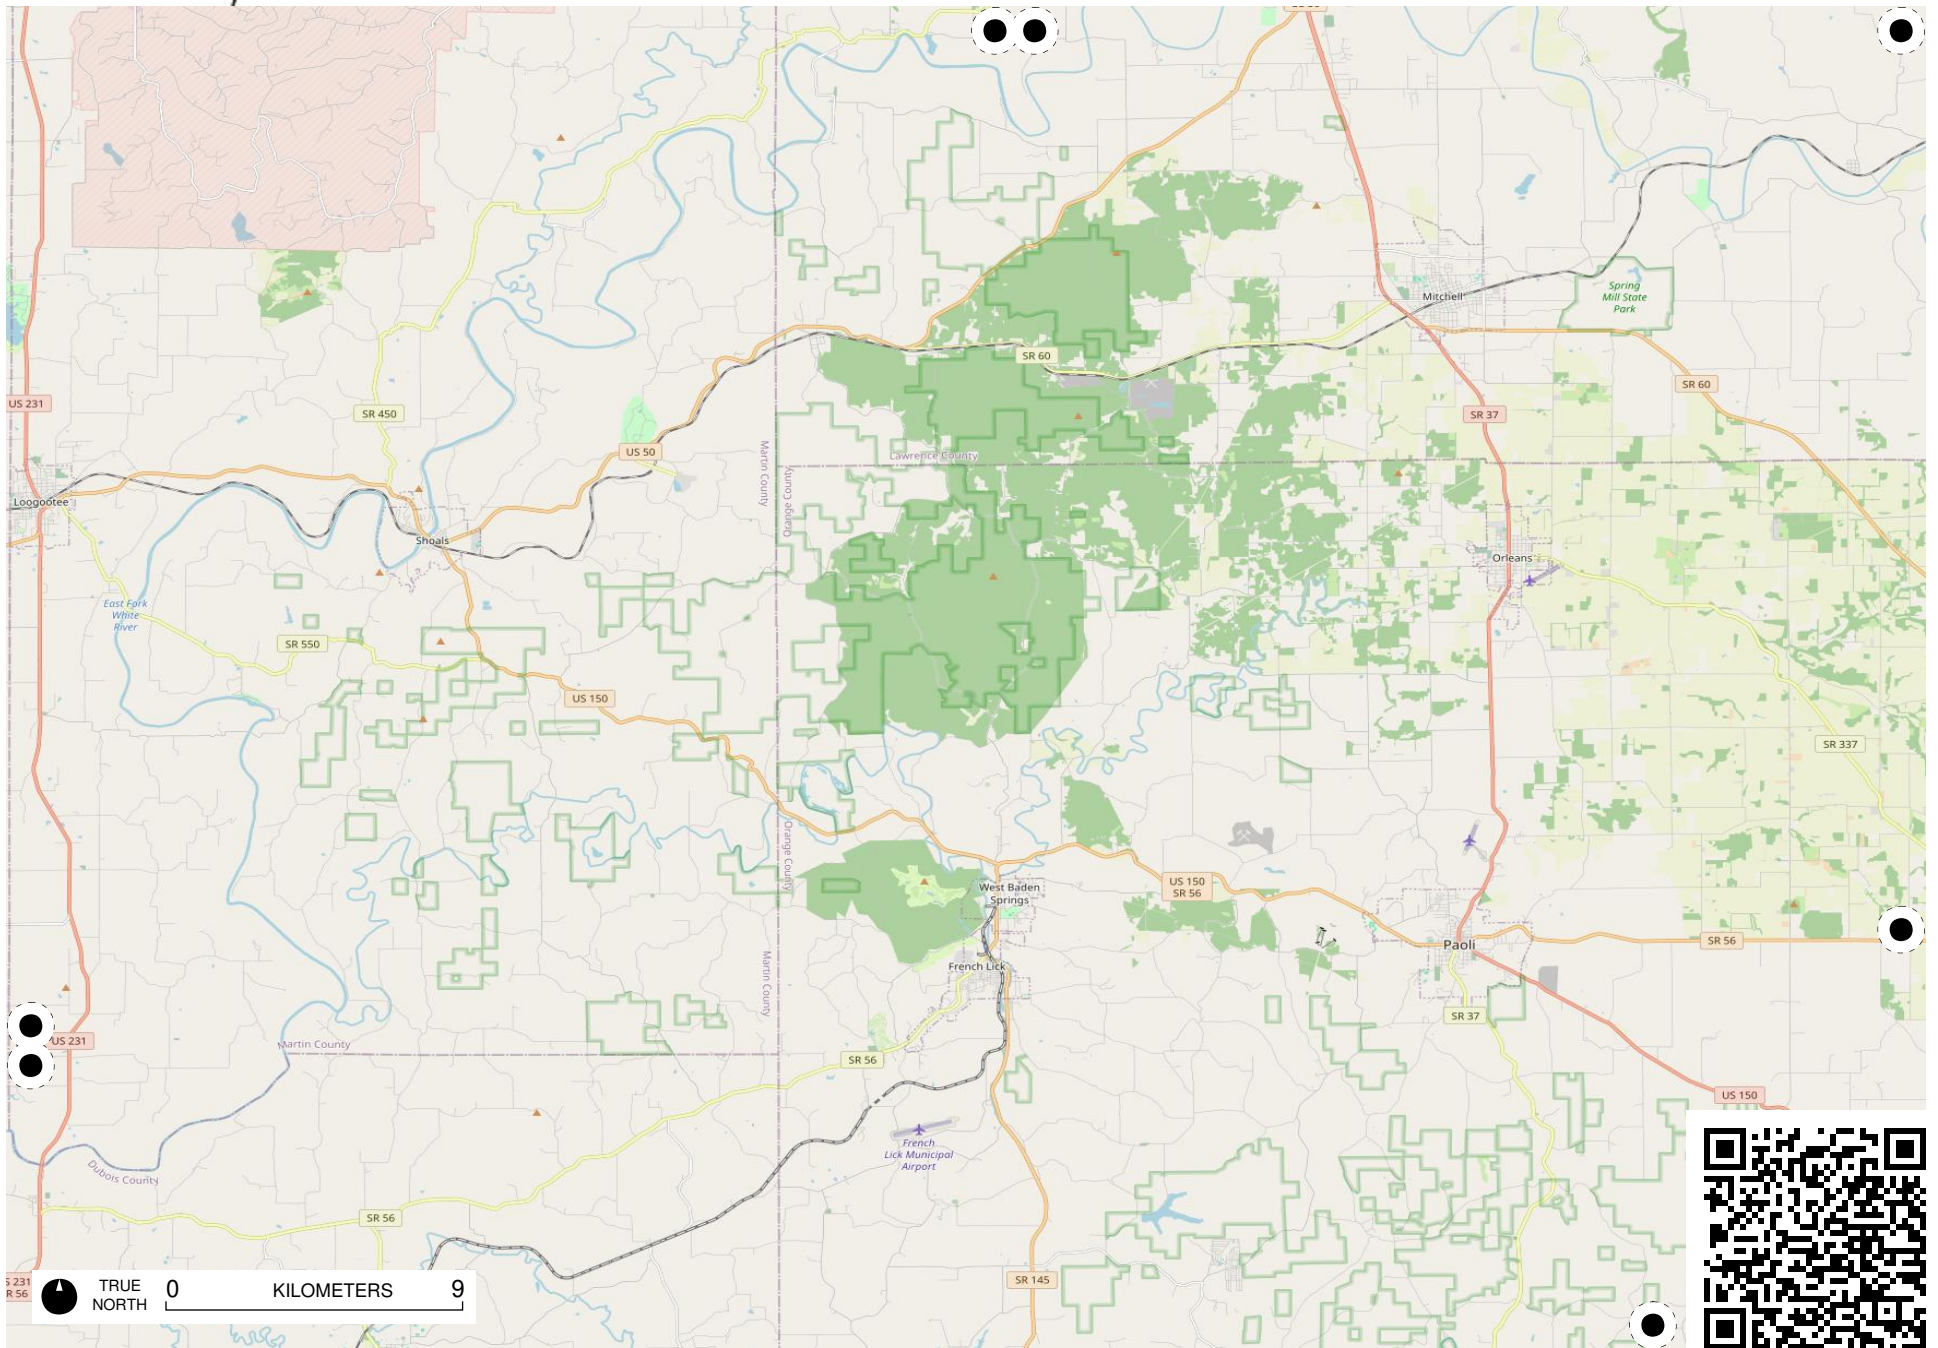 Mitchell
Spring
Mill State
Park
SR 60
SR 60
US 231
SR 450
SR 37
US 50
Martin County
Lawrence County
Orange County
Loogootee
Shoals
Orleans
East Fork
White
River
SR 550
US 150
SR 337
Orange County
US 150
SR 56
West Baden
Springs
Paoli
SR 56
French Lick
Martin County
SR 37
US 231
Martin County
SR 56
US 150
French
Lick Municipal
Airport
Dubois County
SR 56
SR 145
TRUE
NORTH
0
KILOMETERS
9